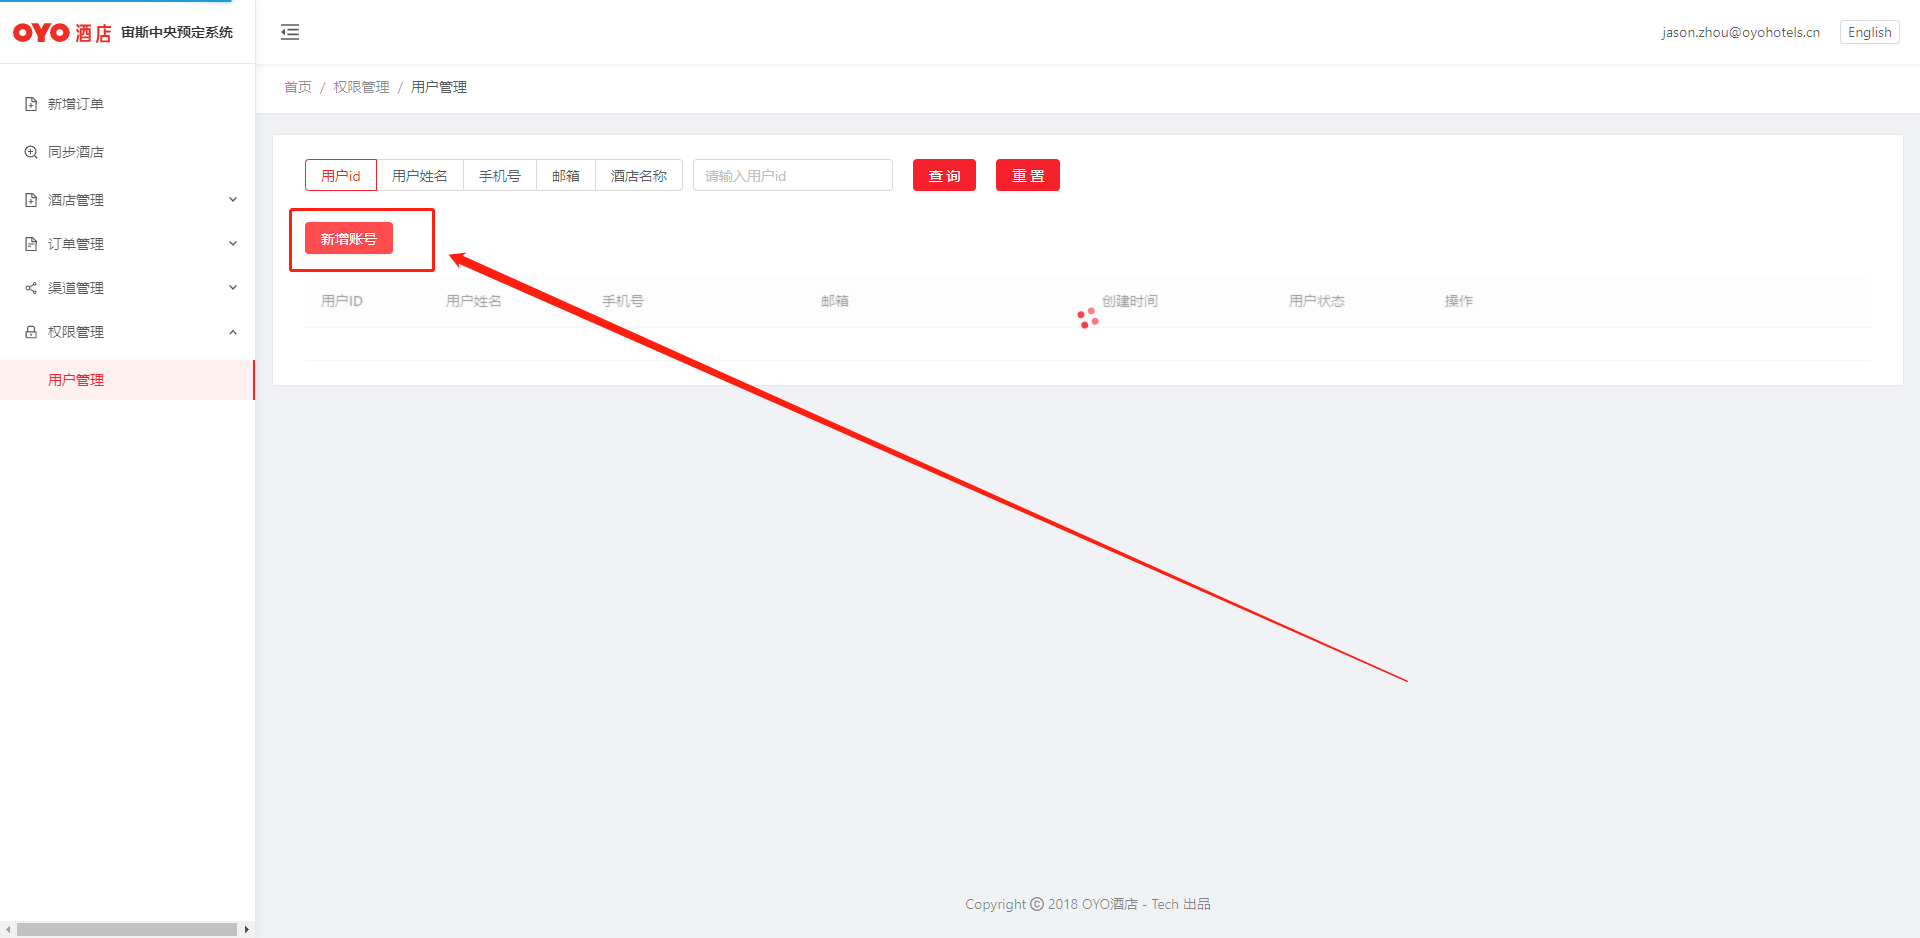 OYO 酒店 宙斯中央预定系统
jason.zhou@oyohotels.cn English
首页 / 权限管理 / 用户管理
新增订单
同步酒店
酒店管理
订单管理
渠道管理
权限管理
用户管理
用户id 用户姓名 手机号 邮箱 酒店名称 请输入用户id 查 询 重 置
新增账号
用户ID 用户姓名 手机号 邮箱 创建时间 用户状态 操作
Copyright © 2018 OYO酒店 - Tech 出品